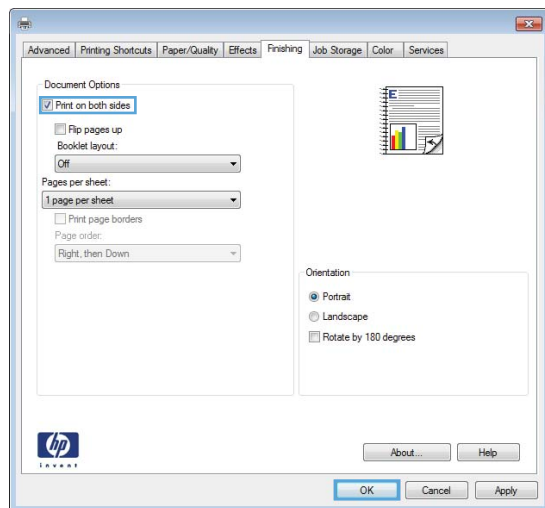 Advanced Printing Shortcuts Paper/Quality Effects Finishing Job Storage Color Services
Document Options
Print on both sides
Flip pages up
Booklet layout:
Off
Pages per sheet:
1 page per sheet
Print page borders
Page order:
Right, then Down
E
Orientation
Portrait
Landscape
Rotate by 180 degrees
hp
invent
About... Help
OK Cancel Apply